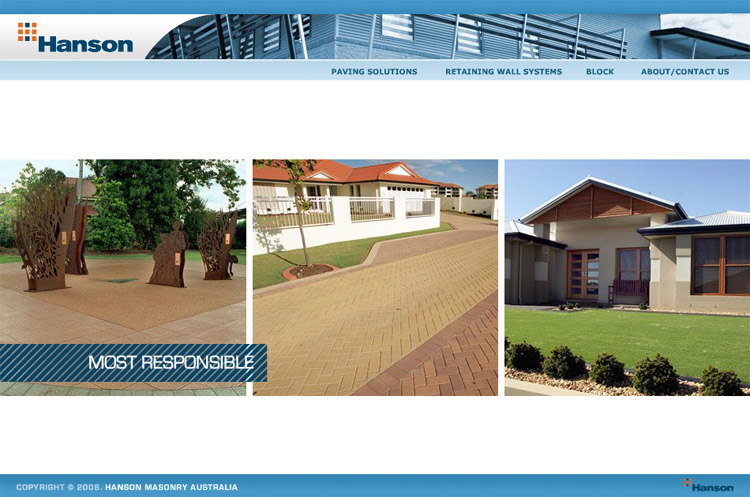 Hanson
PAVING SOLUTIONS RETAINING WALL SYSTEMS BLOCK ABOUT/CONTACT US
MOST RESPONSIBLE
COPYRIGHT © 2008. HANSON MASONRY AUSTRALIA
Hanson